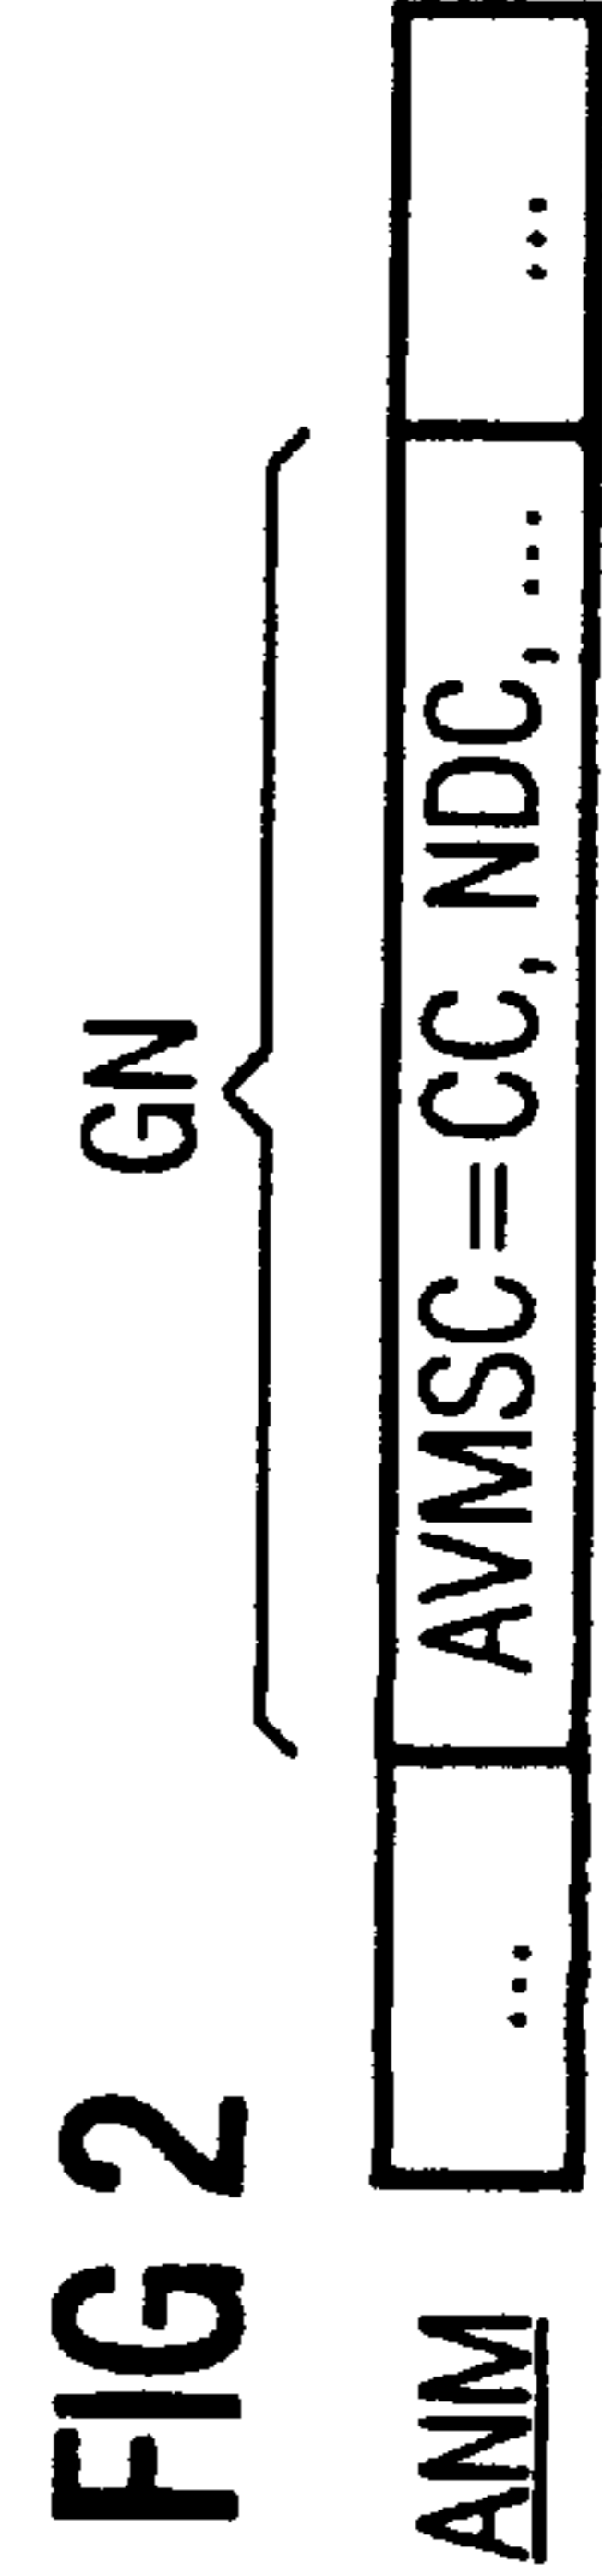 FIG 2
GN
ANM ... AVMSC = CC, NDC, ... ...